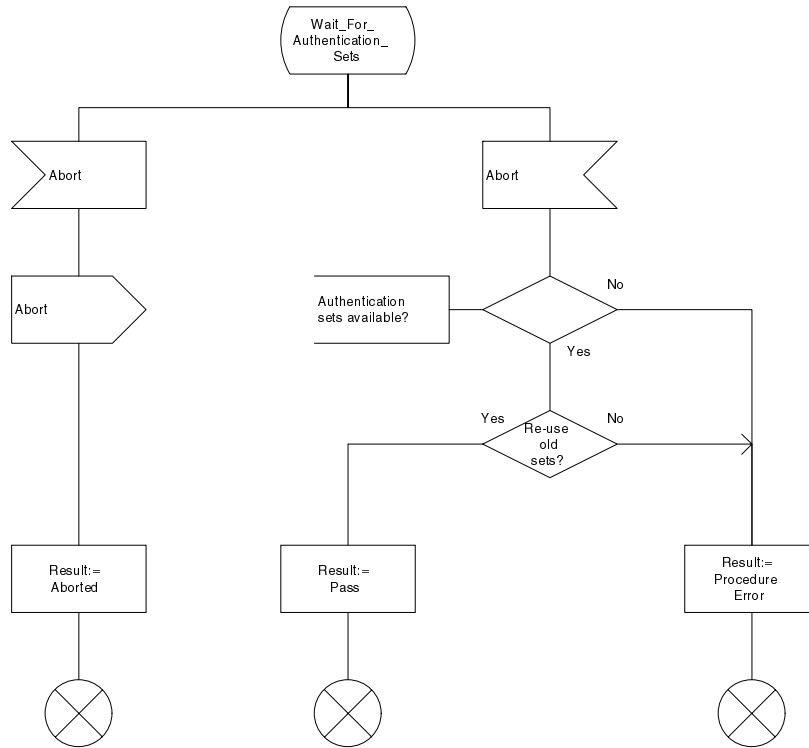 Wait_For_
Authentication_
Sets
Abort
Abort
Abort
Authentication
sets available?
No
Yes
Yes
Re-use
old
sets?
No
Result:=
Aborted
Result:=
Pass
Result:=
Procedure
Error